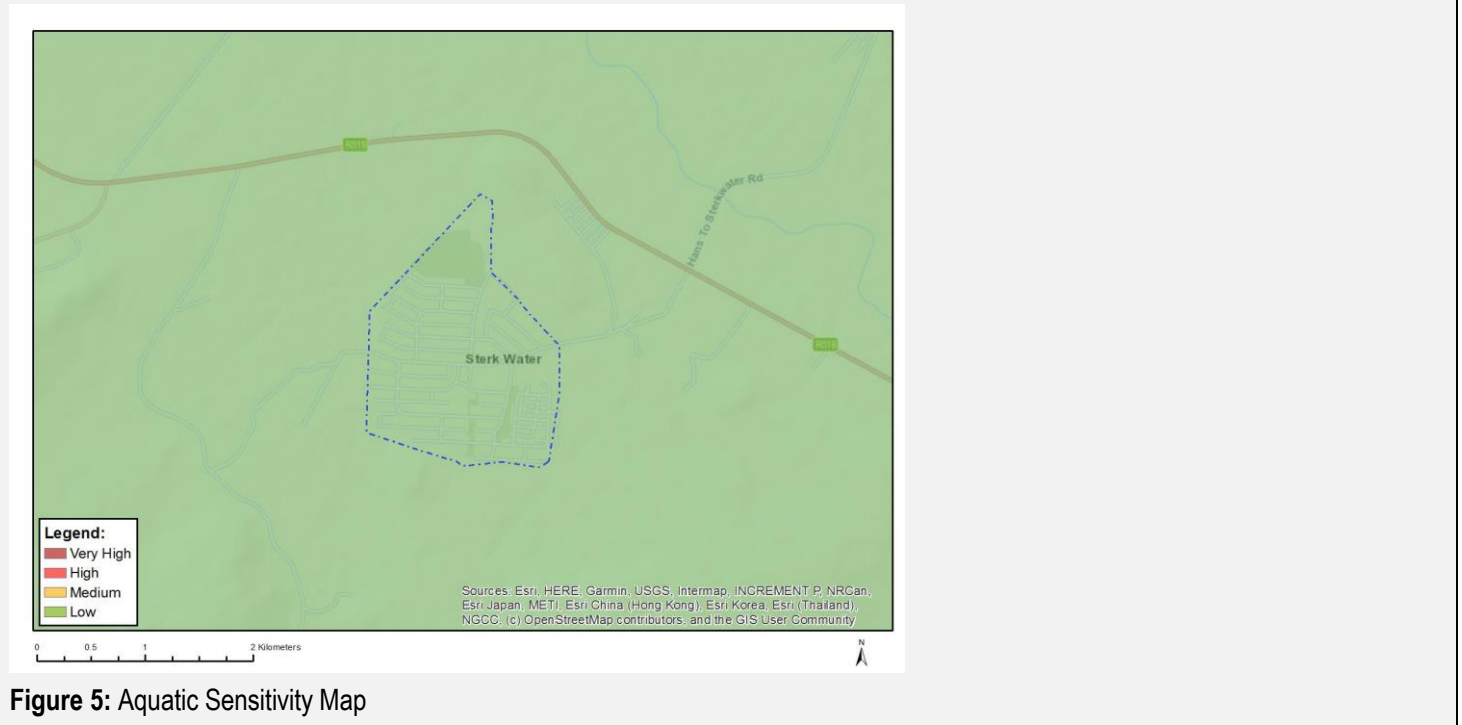 R518
Hans To Sterkwater Rd
Sterk Water
R518
Legend:
Very High
High
Medium
Low
Sources: Esri, HERE, Garmin, USGS, Intermap, INCREMENT P, NRCan,
Esri Japan, METI, Esri China (Hong Kong), Esri Korea, Esri (Thailand),
NGCC, (c) OpenStreetMap contributors, and the GIS User Community
0 0.5 1 2 Kilometers
N
Figure 5: Aquatic Sensitivity Map